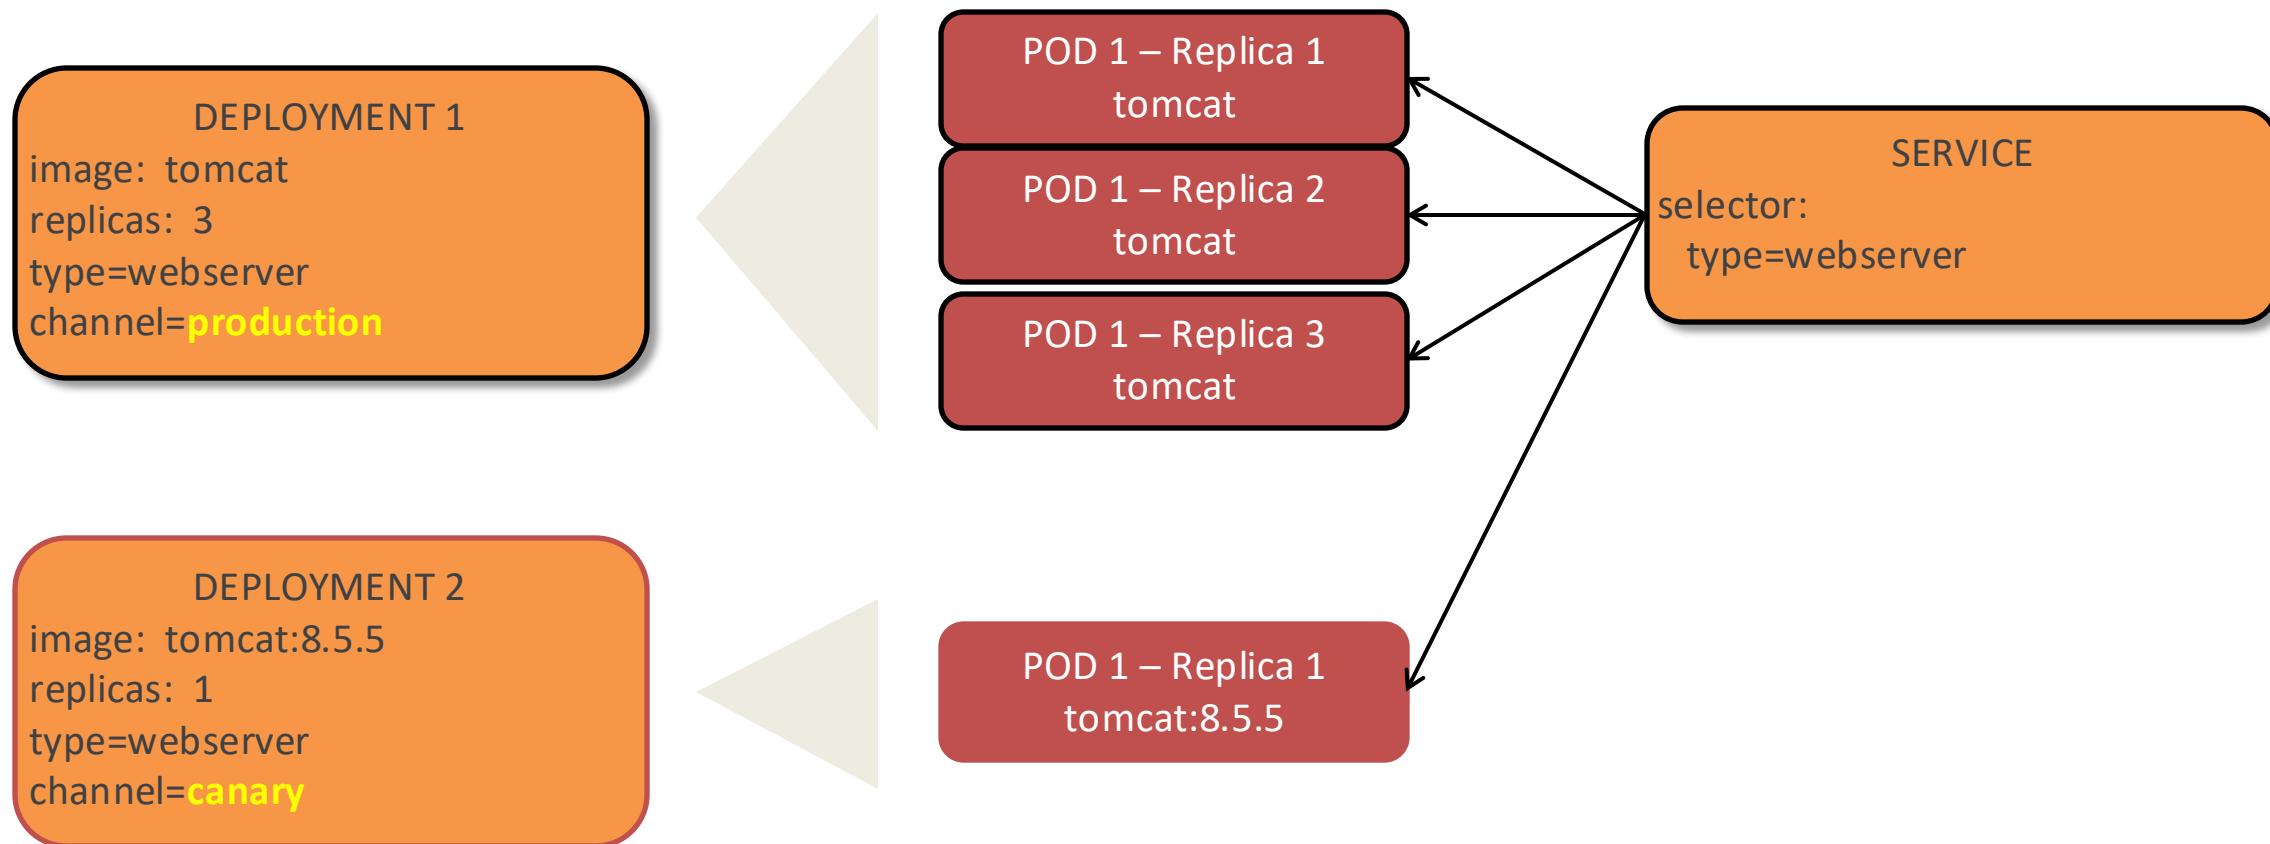 DEPLOYMENT 1
image: tomcat
replicas: 3
type=webserver
channel=production
POD 1 – Replica 1
tomcat
POD 1 – Replica 2
tomcat
POD 1 – Replica 3
tomcat
SERVICE
selector:
type=webserver
DEPLOYMENT 2
image: tomcat:8.5.5
replicas: 1
type=webserver
channel=canary
POD 1 – Replica 1
tomcat:8.5.5